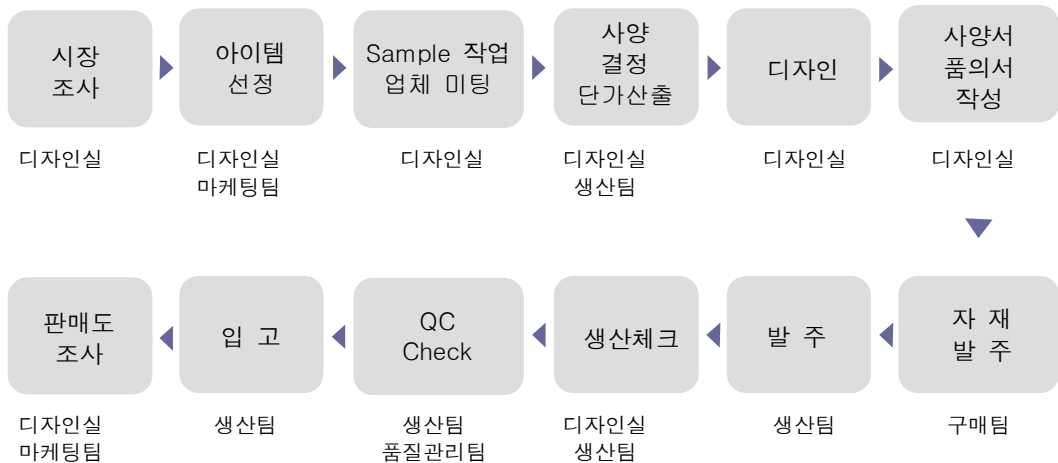 시장
조사
아이템
선정
Sample 작업
업체 미팅
사양
결정
단가산출
디자인
사양서
품의서
작성
디자인실
디자인실
마케팅팀
디자인실
디자인실
생산팀
디자인실
디자인실
자 재
발 주
발 주
생산체크
QC
Check
입 고
판매도
조사
구매팀
생산팀
디자인실
생산팀
생산팀
품질관리팀
생산팀
디자인실
마케팅팀